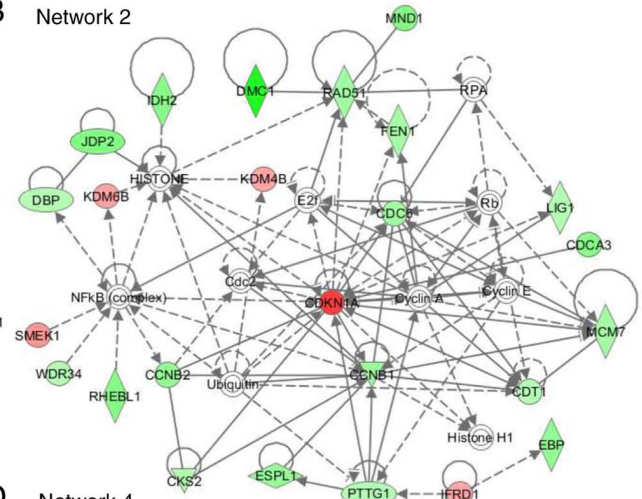 B
Network 2
MND1
IDH2
DMC1
RAD51
RPA
FEN1
JDP2
HISTONE
KDM4B
DBP
KDM6B
E2f
CDC6
Rb
LIG1
CDCA3
Cdc2
NFkB (complex)
CDKN1A
Cyclin A
Cyclin E
SMEK1
MCM7
WDR34
CCNB2
Ubiquitin
CCNB1
RHEBL1
CDT1
Histone H1
EBP
CKS2
ESPL1
PTTG1
IFRD1
Network 4